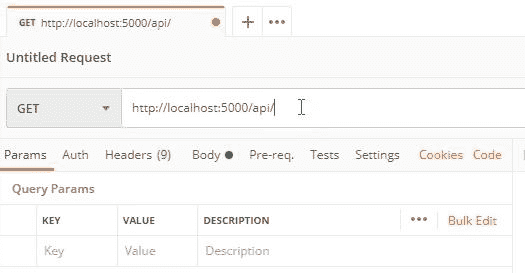 GET http://localhost:5000/api/
Untitled Request
GET http://localhost:5000/api/
Params Auth Headers (9) Body Pre-req. Tests Settings Cookies Code
Query Params
KEY VALUE DESCRIPTION ••• Bulk Edit
Key Value Description